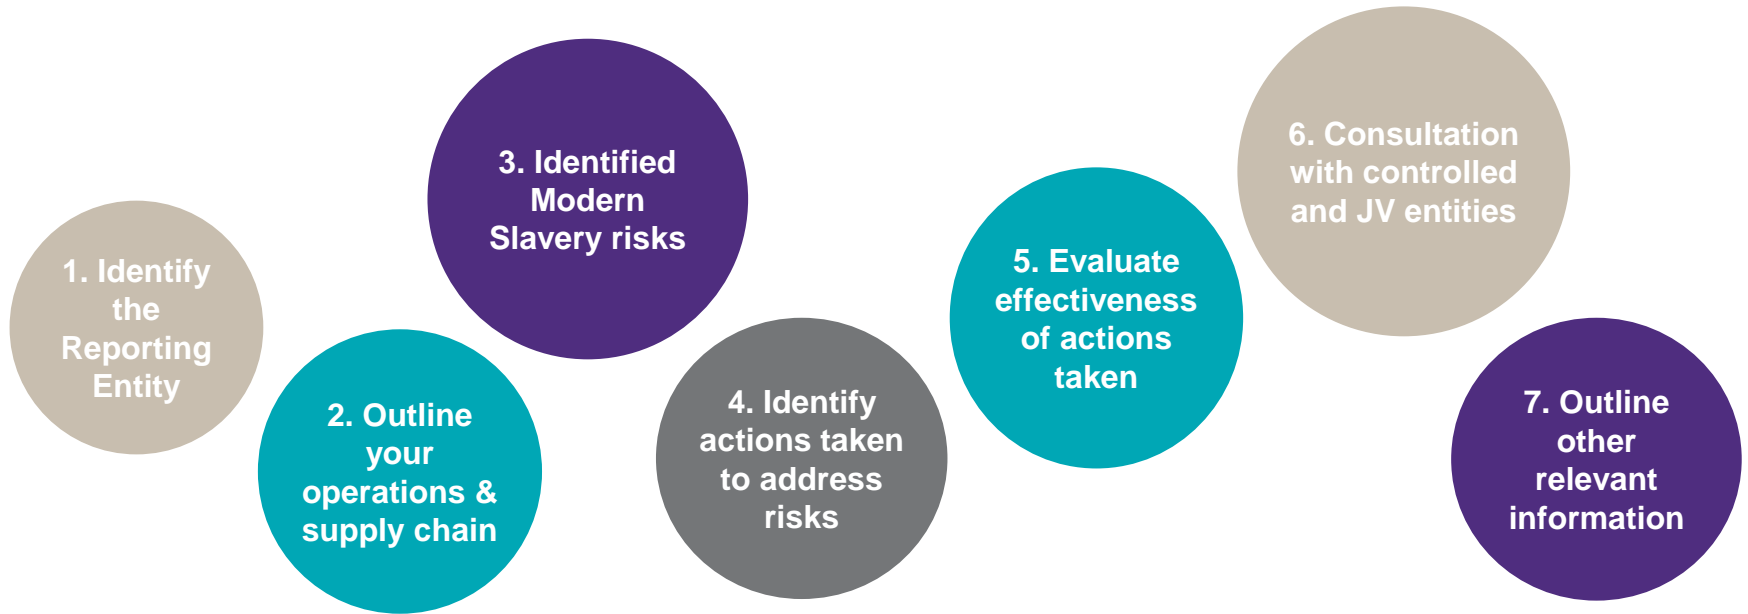 1. Identify
the
Reporting
Entity
2. Outline
your
operations &
supply chain
3. Identified
Modern
Slavery risks
4. Identify
actions taken
to address
risks
5. Evaluate
effectiveness
of actions
taken
6. Consultation
with controlled
and JV entities
7. Outline
other
relevant
information